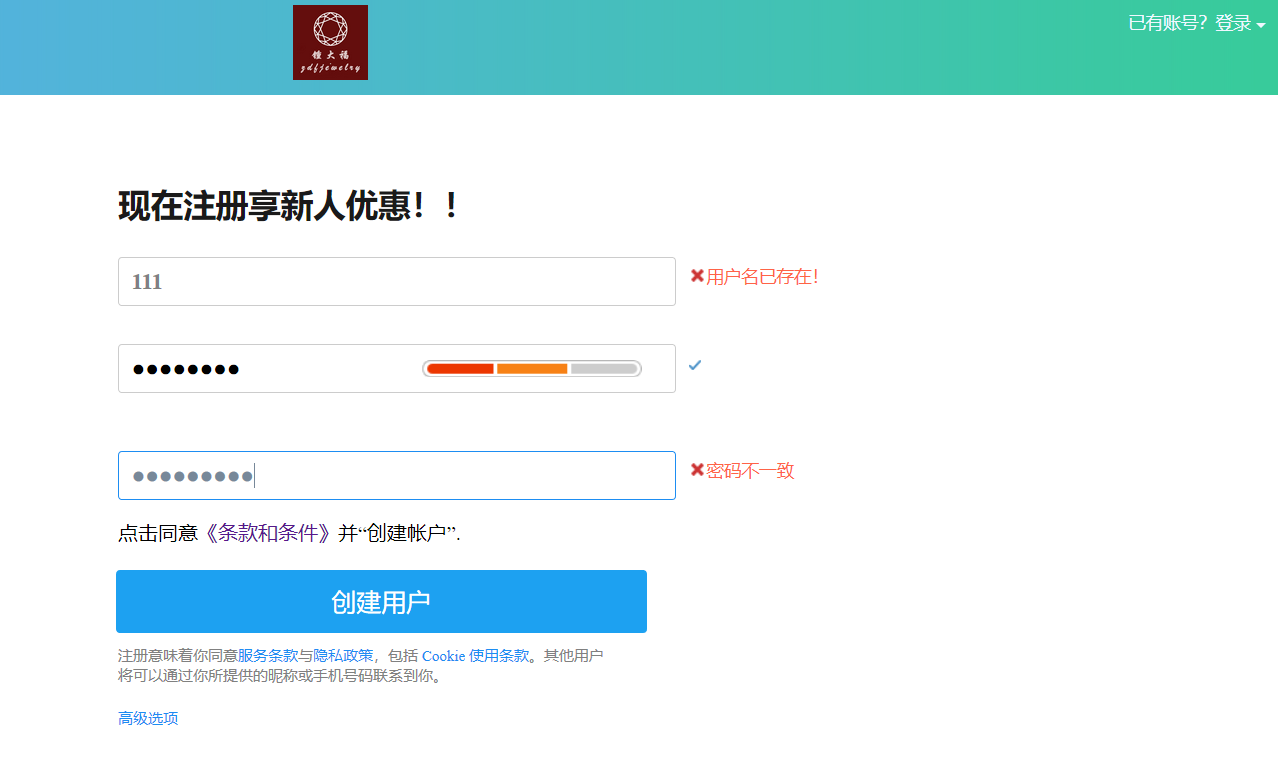 已有账号？登录
鍾大福
zdfjewelry
现在注册享新人优惠！！
111
用户名已存在！
●●●●●●●●
●●●●●●●●●
密码不一致
点击同意《条款和条件》并“创建帐户”.
创建用户
注册意味着你同意服务条款与隐私政策，包括 Cookie 使用条款。其他用户
将可以通过你所提供的昵称或手机号码联系到你。
高级选项